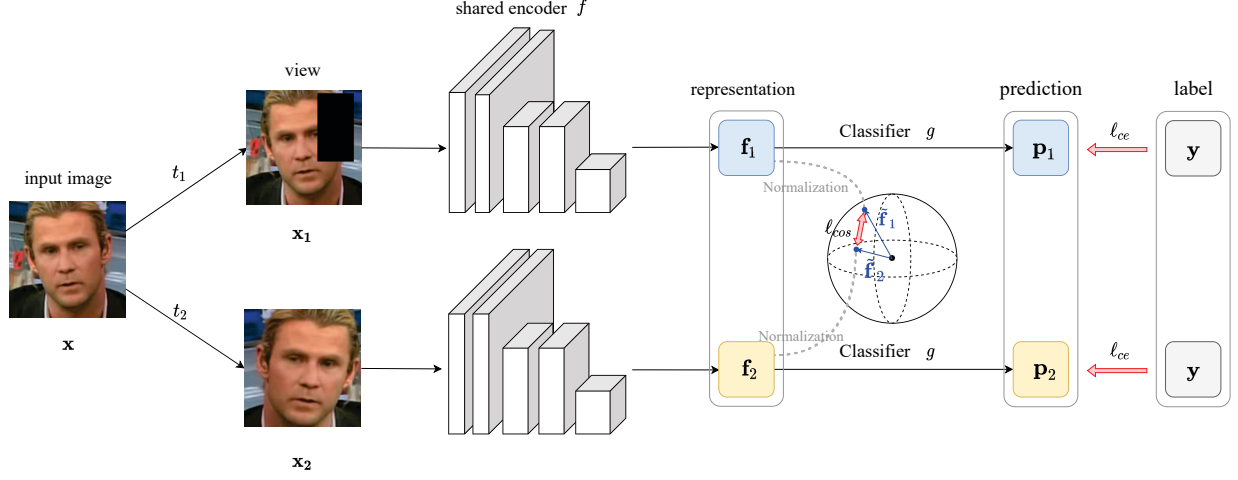 shared encoder f
view
representation
prediction
label
input image
t₁
t₂
x
x₁
x₂
f₁
Classifier g
p₁
ℓce
y
Normalization
ℓcos
f̃₁
f̃₂
Normalization
f₂
Classifier g
p₂
ℓce
y